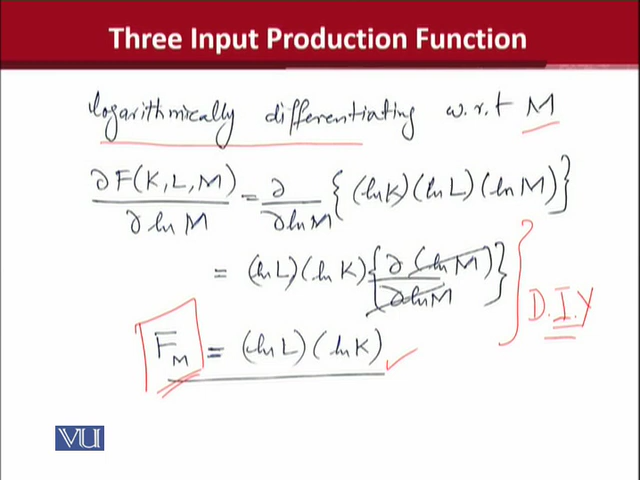 Three Input Production Function
logarithmically differentiating w.r.t M
∂F(K,L,M)/∂ln M = ∂/∂ln M {(ln K)(ln L)(ln M)}
= (ln L)(ln K){∂(ln M)/∂ln M}
D.I.Y
F_M = (ln L)(ln K)
VU